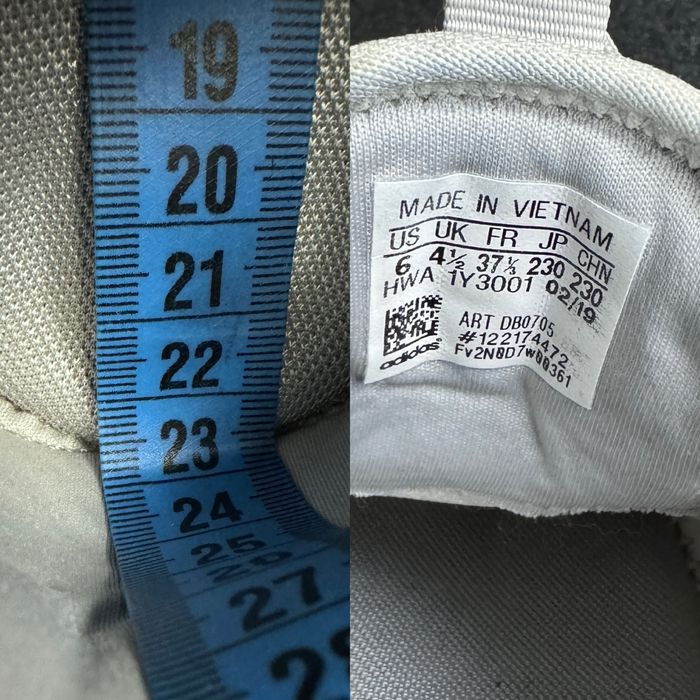 19
20
21
22
23
24
25
26
27
28
MADE IN VIETNAM
US UK FR JP CHN
6 4½ 37⅓ 230 230
HWA 1Y3001 02/19
ART DB0705
#122174472
Fv2N0D7w00361
adidas